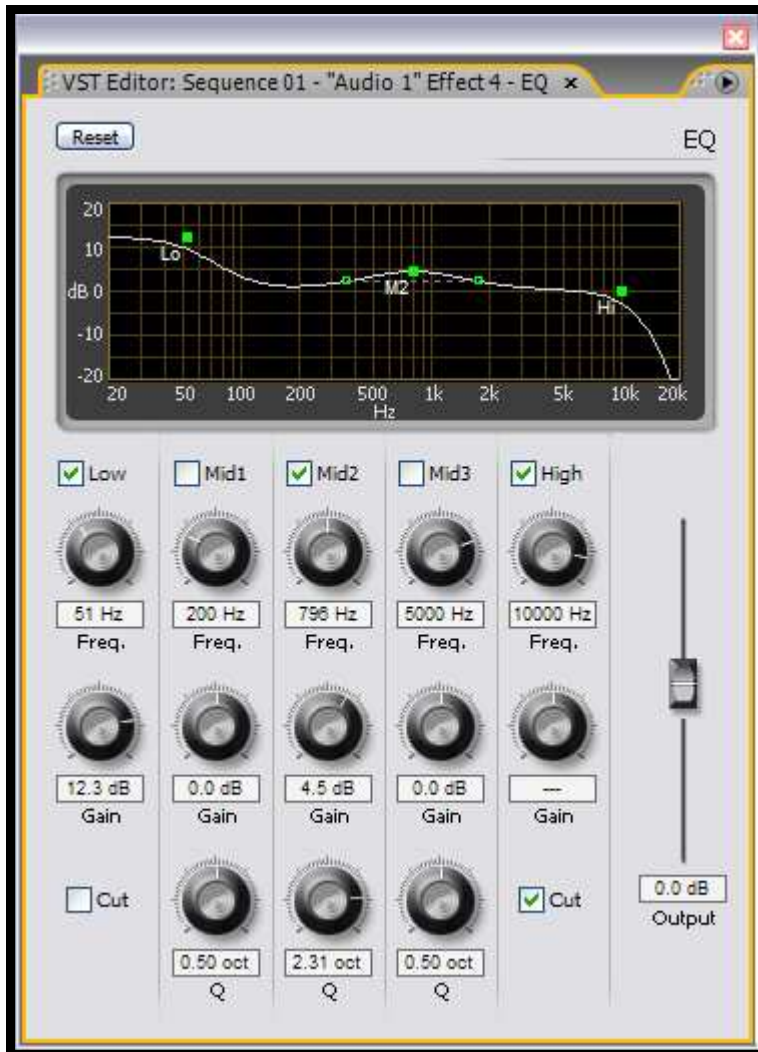 VST Editor: Sequence 01 - "Audio 1" Effect 4 - EQ ×
Reset
EQ
20
10
dB 0
-10
-20
Lo
M2
Hi
20 50 100 200 500 1k 2k 5k 10k 20k
Hz
Low Mid1 Mid2 Mid3 High
51 Hz 200 Hz 796 Hz 5000 Hz 10000 Hz
Freq. Freq. Freq. Freq. Freq.
12.3 dB 0.0 dB 4.5 dB 0.0 dB ---
Gain Gain Gain Gain Gain
Cut Cut
0.0 dB
Output
0.50 oct 2.31 oct 0.50 oct
Q Q Q